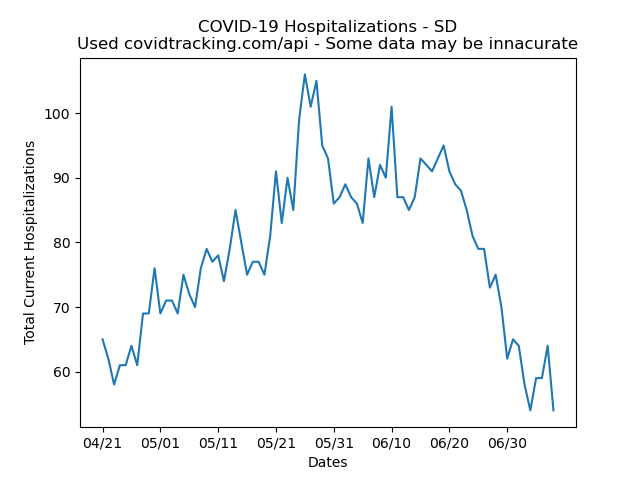 COVID-19 Hospitalizations - SD
Used covidtracking.com/api - Some data may be innacurate
Total Current Hospitalizations
100
90
80
70
60
04/21 05/01 05/11 05/21 05/31 06/10 06/20 06/30
Dates